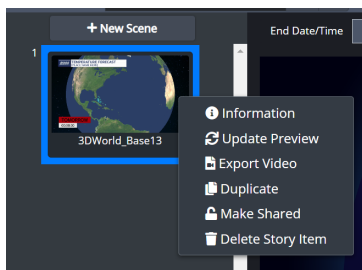 + New Scene
End Date/Time
1
TEMPERATURE FORECAST
3DWorld_Base13
Information
Update Preview
Export Video
Duplicate
Make Shared
Delete Story Item